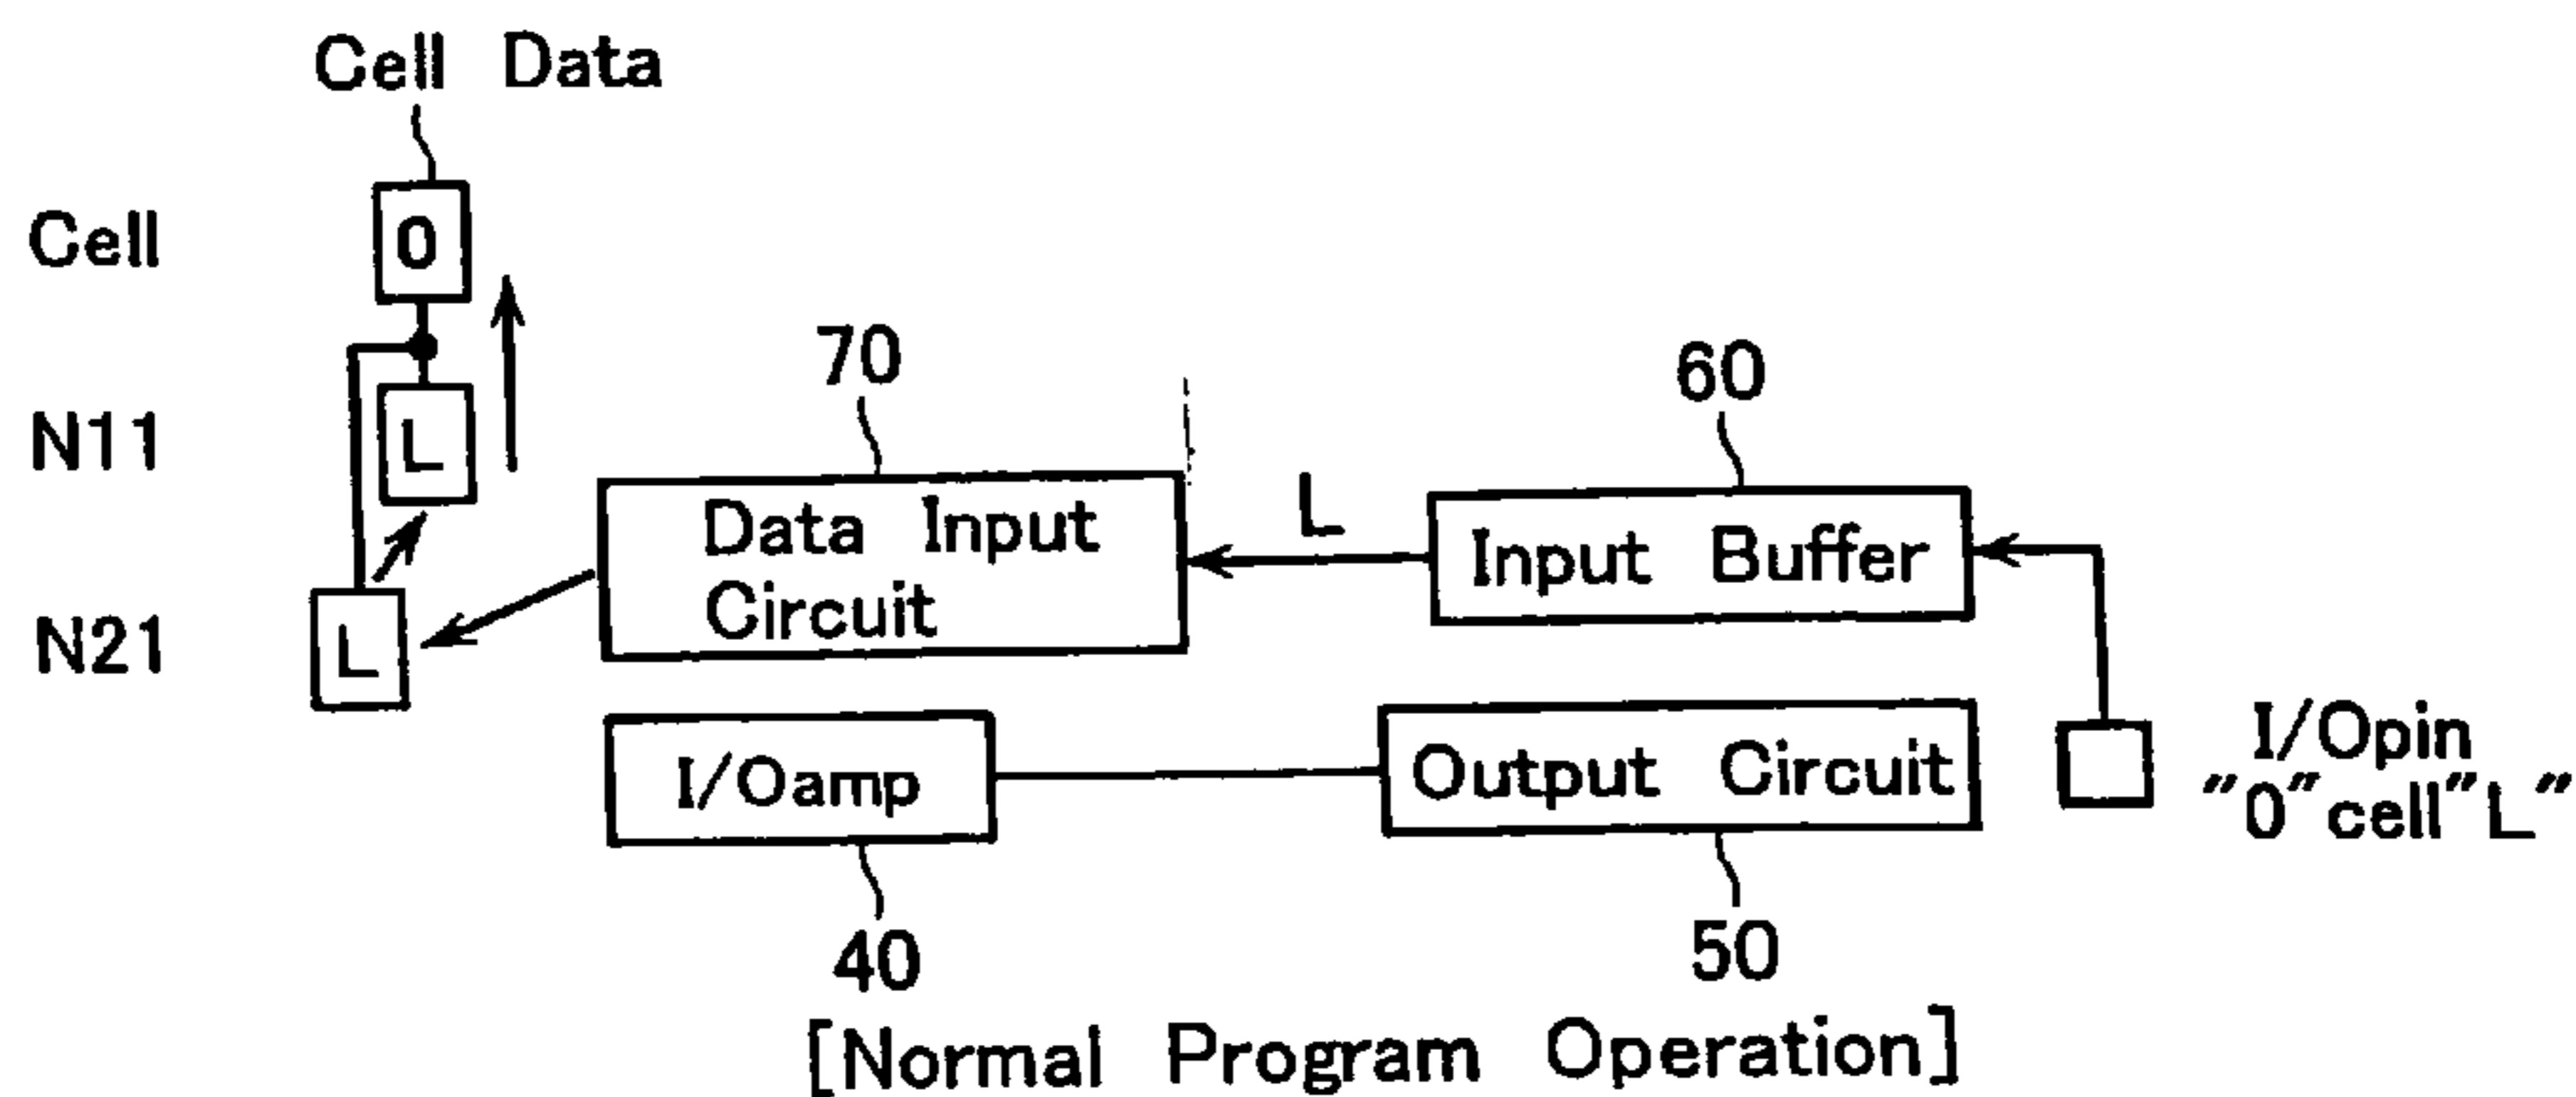 Cell Data
Cell
0
N11
L
N21
L
70
Data Input
Circuit
L
60
Input Buffer
I/Oamp
40
Output Circuit
50
I/Opin
"0"cell"L"
[Normal Program Operation]